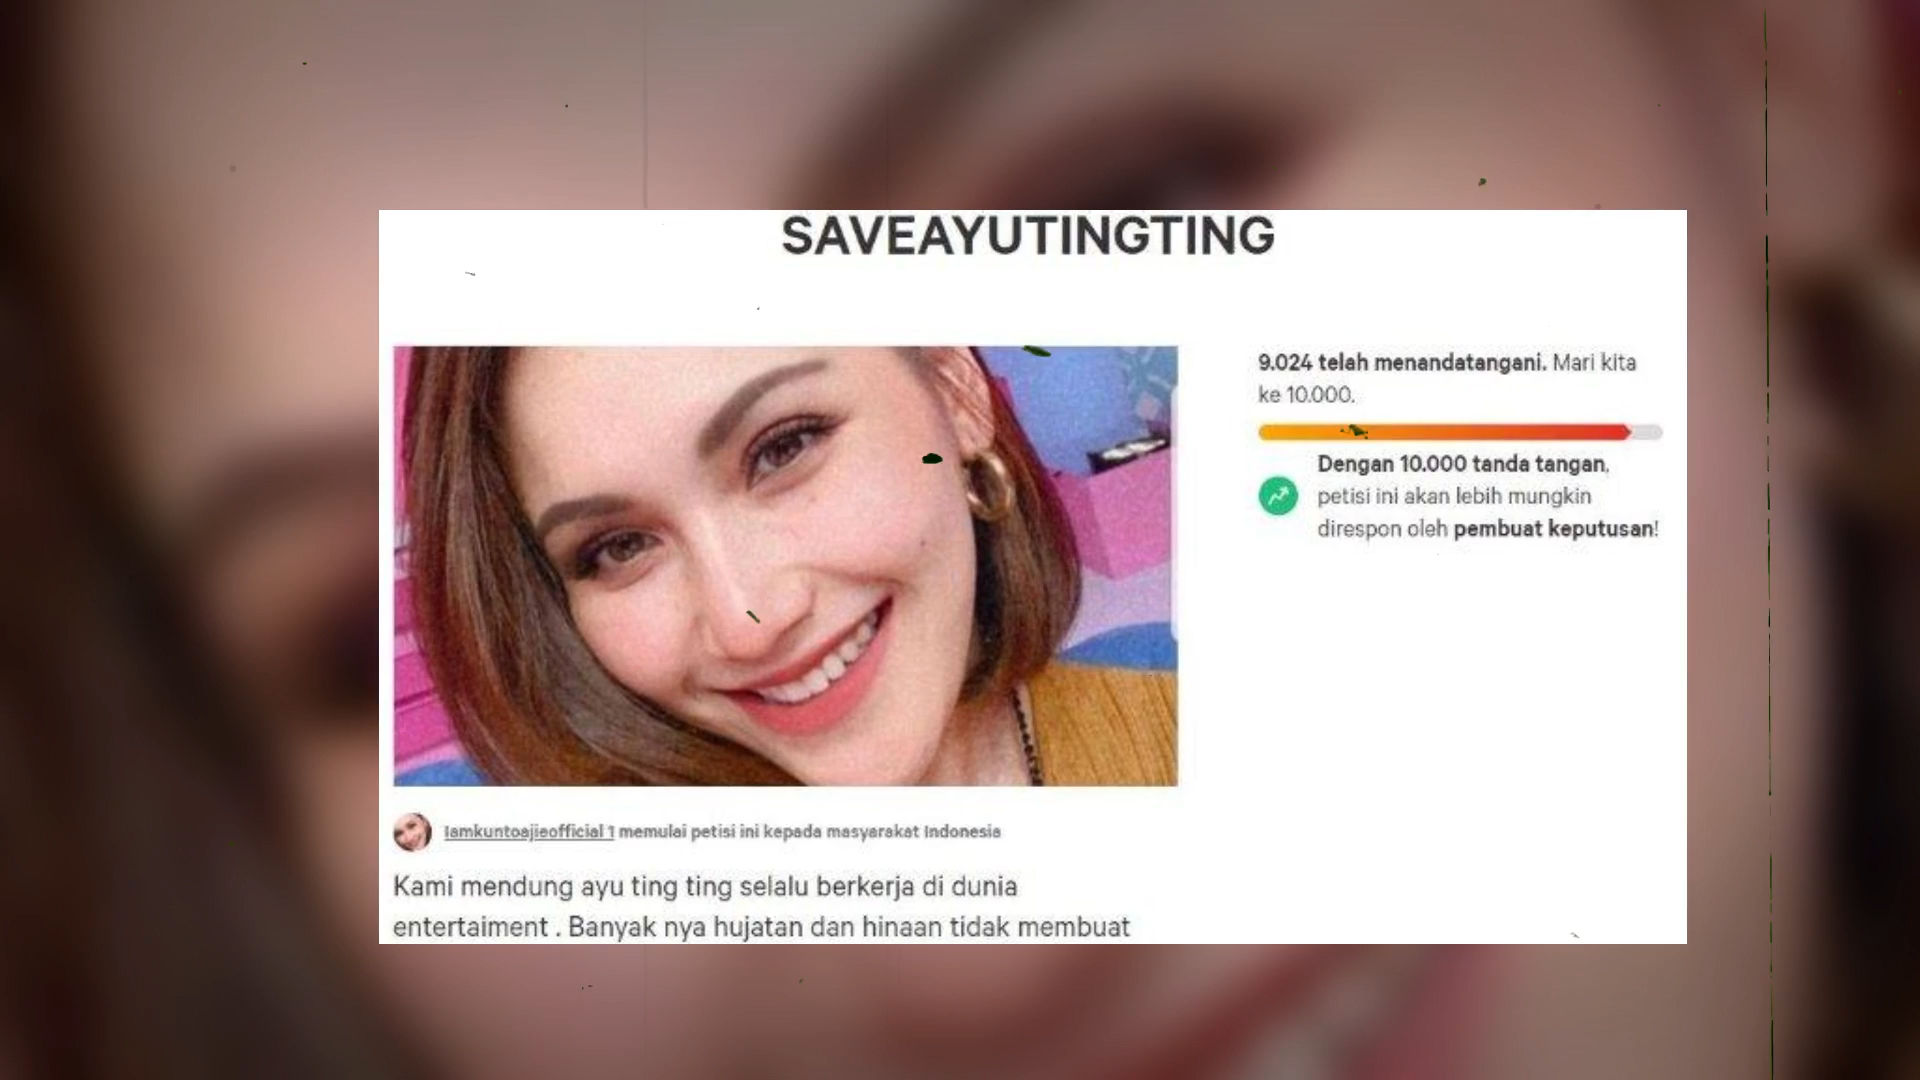 SAVEAYUTINGTING
9.024 telah menandatangani. Mari kita
ke 10.000.
Dengan 10.000 tanda tangan,
petisi ini akan lebih mungkin
direspon oleh pembuat keputusan!
Iamkuntoajieofficial 1 memulai petisi ini kepada masyarakat Indonesia
Kami mendung ayu ting ting selalu berkerja di dunia
entertaiment . Banyak nya hujatan dan hinaan tidak membuat